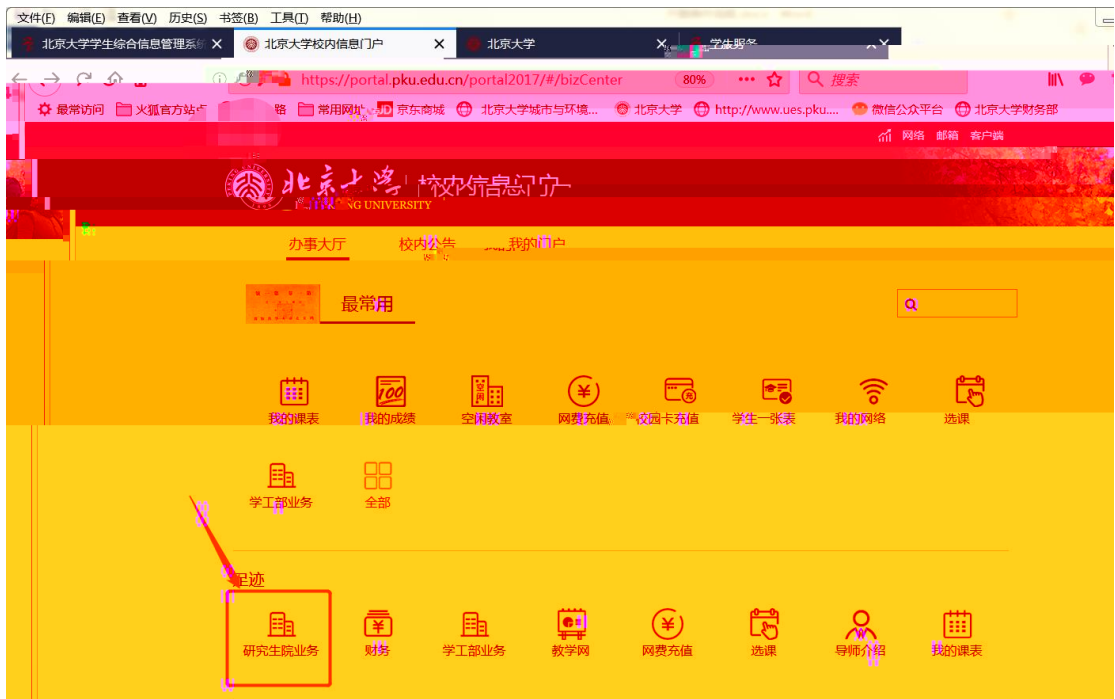 文件(F) 编辑(E) 查看(V) 历史(S) 书签(B) 工具(T) 帮助(H)
北京大学学生综合信息管理系统 北京大学校内信息门户 北京大学 学生服务
https://portal.pku.edu.cn/portal2017/#/bizCenter 80% 搜索
最常访问 火狐官方站点 路 常用网址 JD 京东商城 北京大学城市与环境... 北京大学 http://www.ues.pku.... 微信公众平台 北京大学财务部
网络 邮箱 客户端
北京大学 校内信息门户
NG UNIVERSITY
办事大厅 校内公告 我的门户
最常用
我的课表 我的成绩 空闲教室 网费充值 校园卡充值 学生一张表 我的网络 选课
学工部业务 全部
足迹
研究生院业务 财务 学工部业务 教学网 网费充值 选课 导师介绍 我的课表